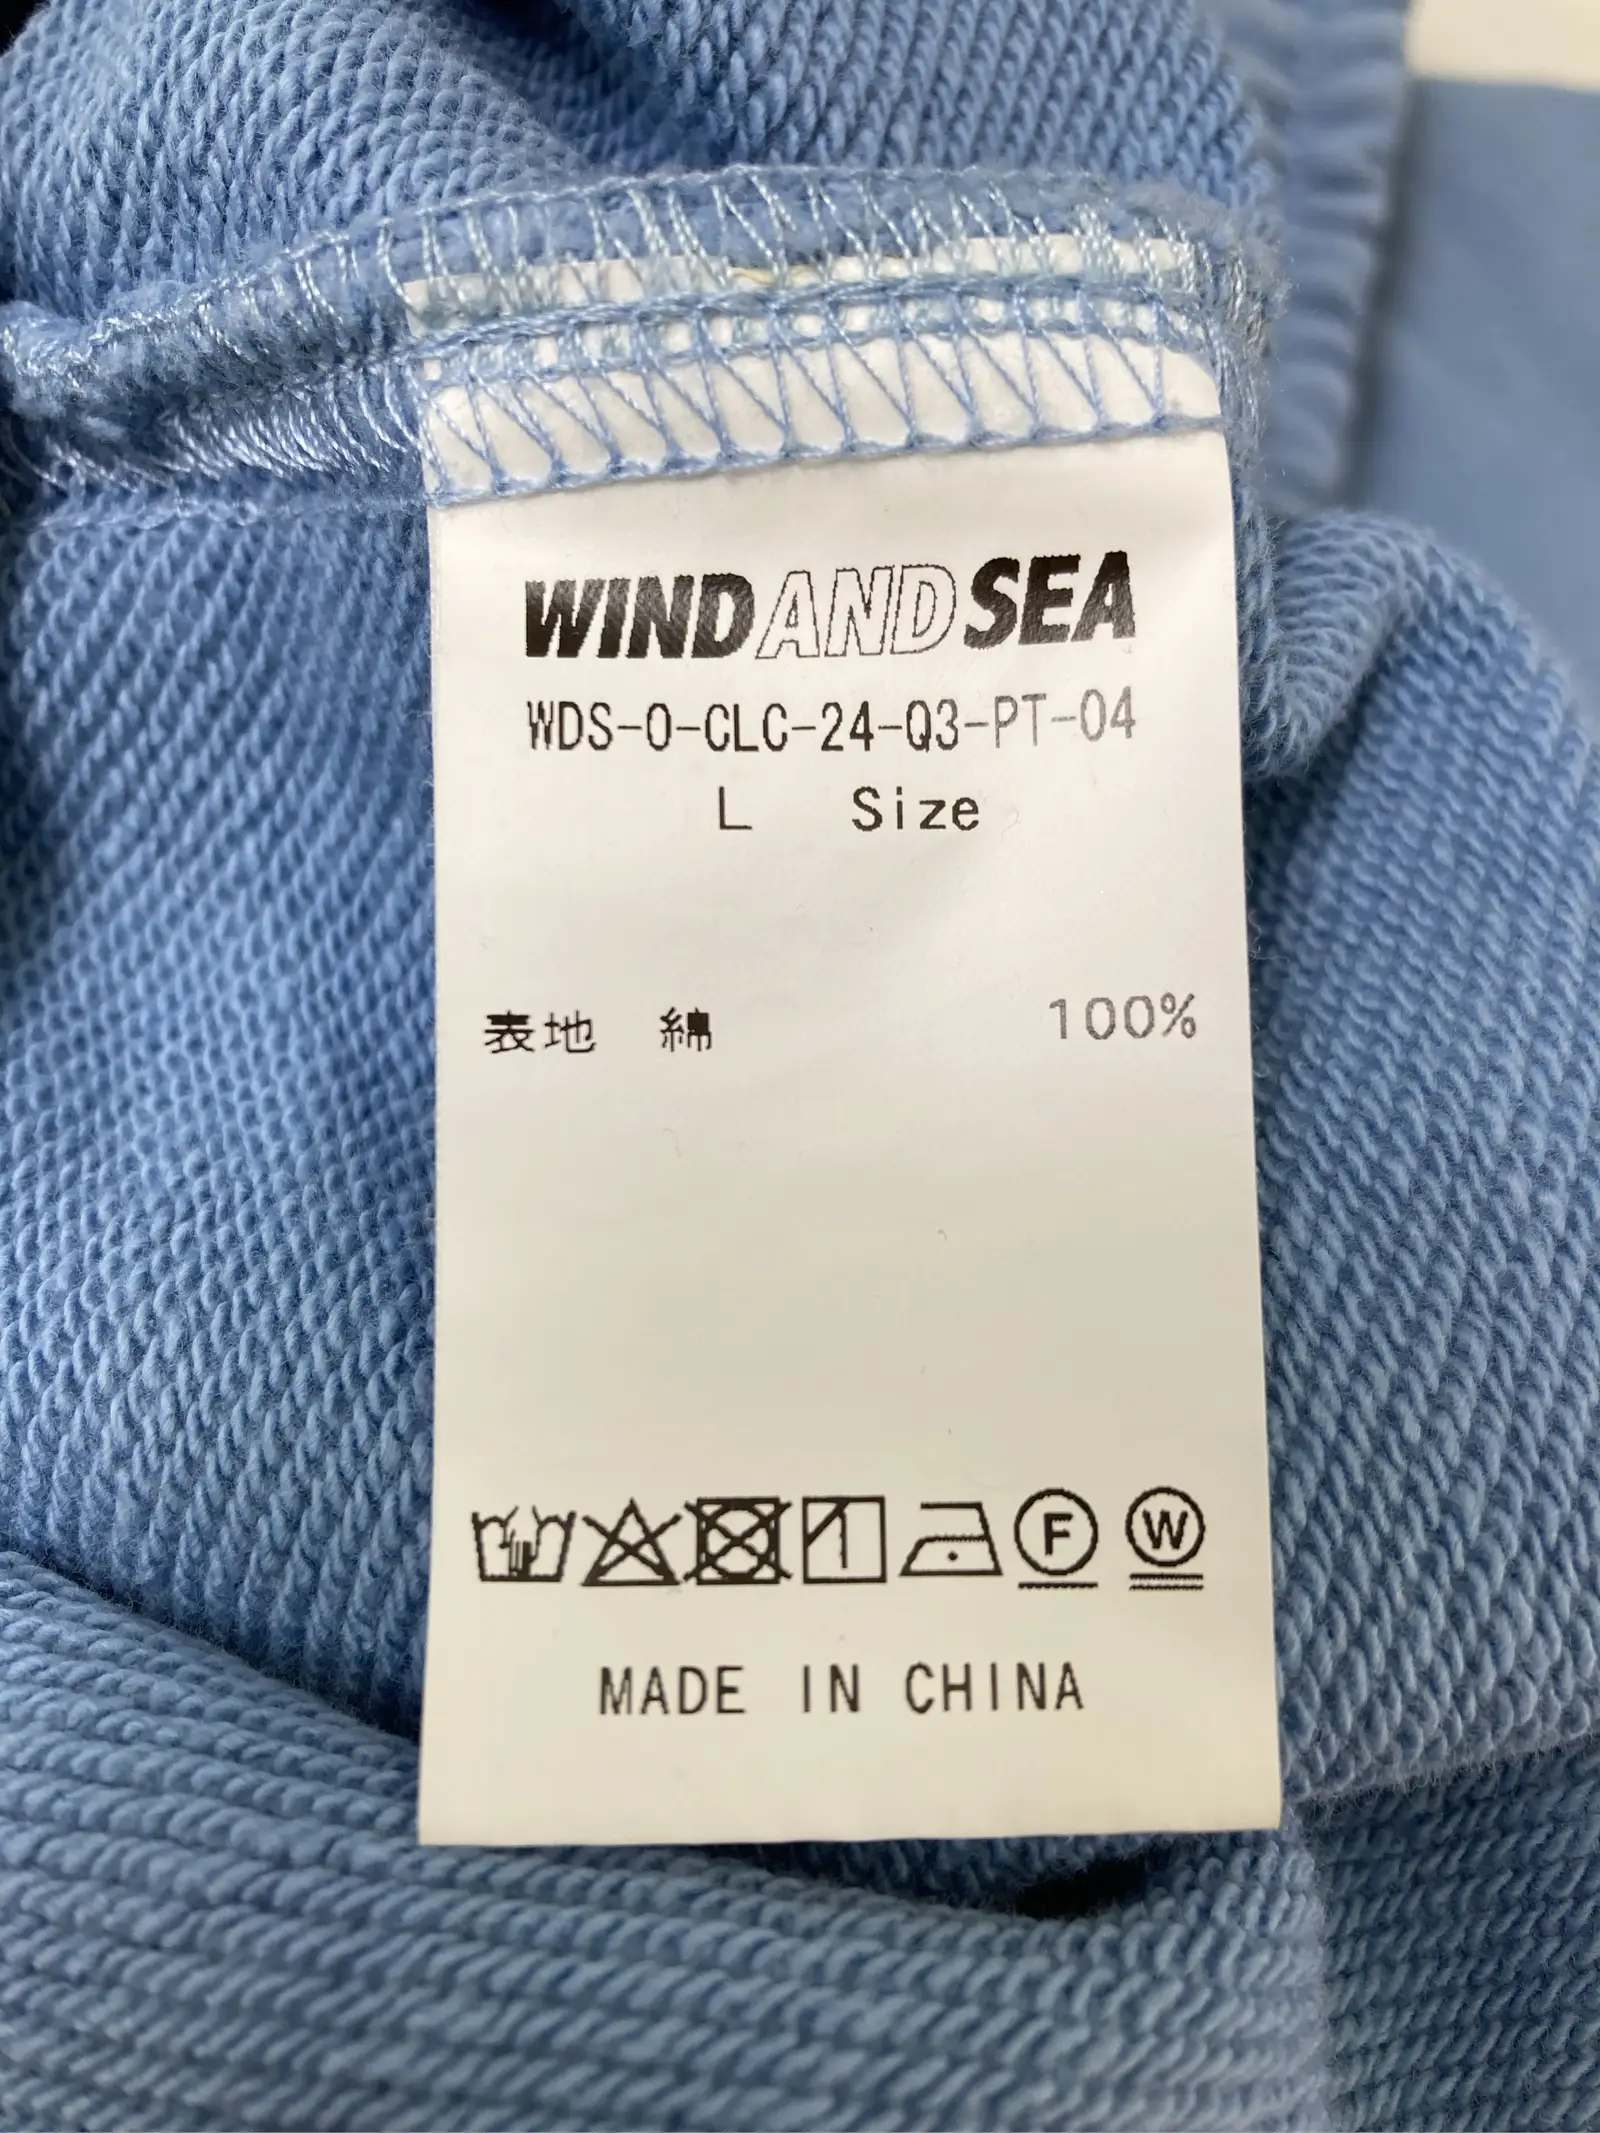 WINDANDSEA
WDS-O-CLC-24-Q3-PT-04
L Size
表地 綿 100%
F W
MADE IN CHINA